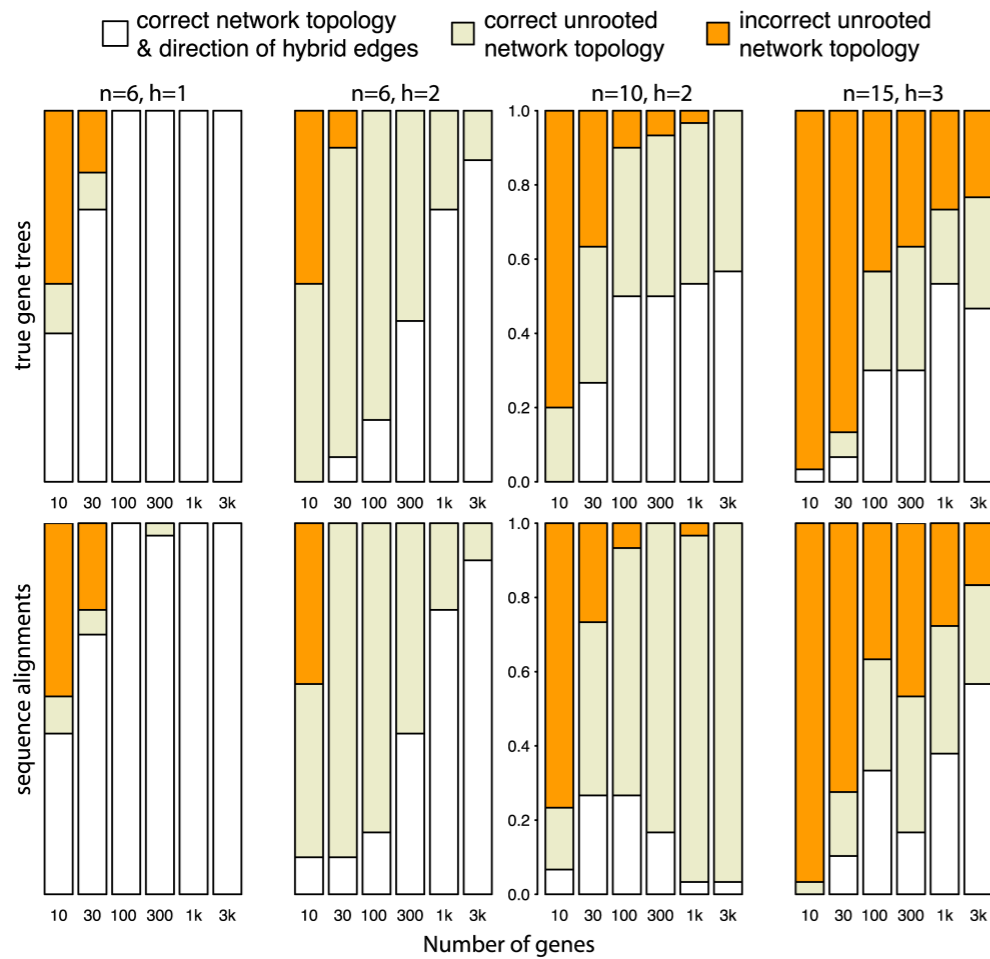 correct network topology
& direction of hybrid edges
correct unrooted
network topology
incorrect unrooted
network topology
n=6, h=1
n=6, h=2
n=10, h=2
n=15, h=3
true gene trees
1.0
0.8
0.6
0.4
0.2
0.0
10 30 100 300 1k 3k
10 30 100 300 1k 3k
10 30 100 300 1k 3k
10 30 100 300 1k 3k
sequence alignments
1.0
0.8
0.6
0.4
0.2
0.0
10 30 100 300 1k 3k
10 30 100 300 1k 3k
10 30 100 300 1k 3k
10 30 100 300 1k 3k
Number of genes